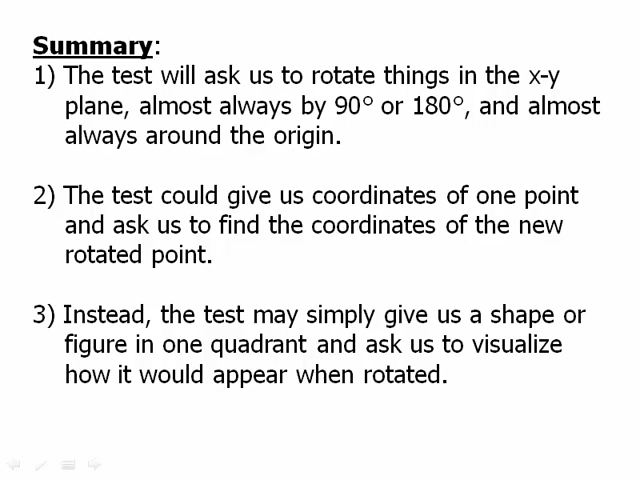 Summary:
1) The test will ask us to rotate things in the x-y
plane, almost always by 90° or 180°, and almost
always around the origin.
2) The test could give us coordinates of one point
and ask us to find the coordinates of the new
rotated point.
3) Instead, the test may simply give us a shape or
figure in one quadrant and ask us to visualize
how it would appear when rotated.